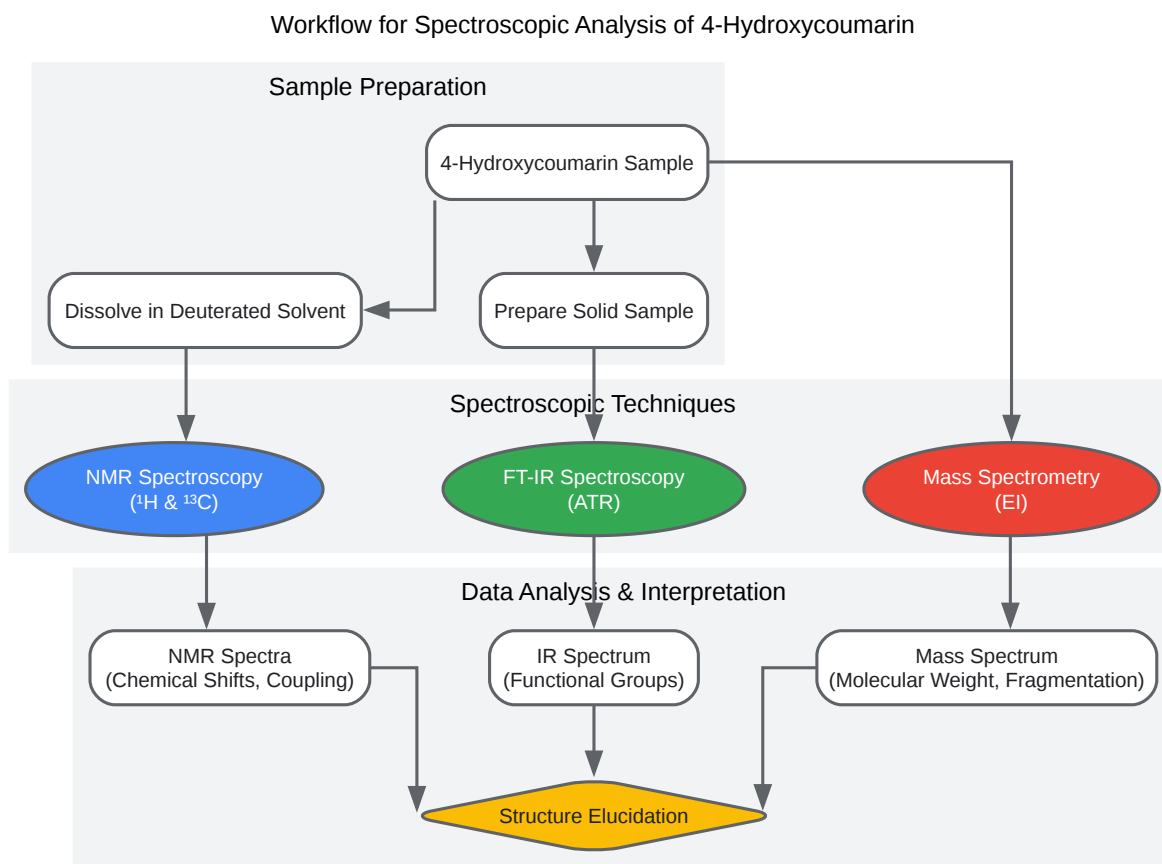 Workflow for Spectroscopic Analysis of 4-Hydroxycoumarin
Sample Preparation
4-Hydroxycoumarin Sample
Dissolve in Deuterated Solvent
Prepare Solid Sample
Spectroscopic Techniques
NMR Spectroscopy
(¹H & ¹³C)
FT-IR Spectroscopy
(ATR)
Mass Spectrometry
(EI)
Data Analysis & Interpretation
NMR Spectra
(Chemical Shifts, Coupling)
IR Spectrum
(Functional Groups)
Mass Spectrum
(Molecular Weight, Fragmentation)
Structure Elucidation